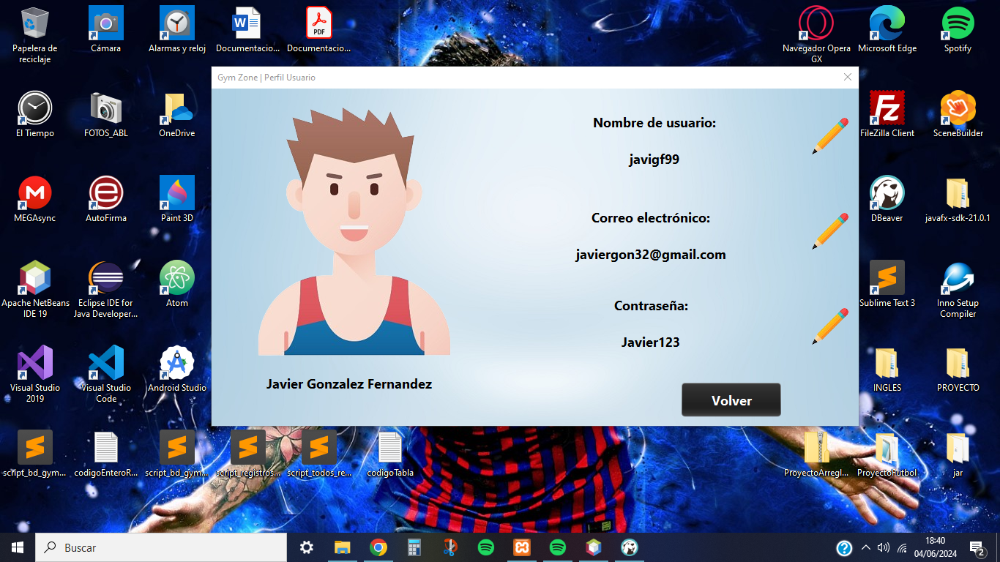 Papelera de
reciclaje
Cámara
Alarmas y reloj
Documentacio...
PDF
Documentacio...
Navegador Opera
GX
Microsoft Edge
Spotify
El Tiempo
FOTOS_ABL
OneDrive
FileZilla Client
SceneBuilder
MEGAsync
AutoFirma
Paint 3D
DBeaver
javafx-sdk-21.0.1
Apache NetBeans
IDE 19
Eclipse IDE for
Java Developer...
Atom
Sublime Text 3
Inno Setup
Compiler
Visual Studio
2019
Visual Studio
Code
Android Studio
INGLES
PROYECTO
script_bd_gym...
codigoEnteroR...
script_bd_gym...
script_registros...
script_todos_re...
codigoTabla
ProyectoArregl...
ProyectoFutbol
jar
Gym Zone | Perfil Usuario
Nombre de usuario:
javigf99
Correo electrónico:
javiergon32@gmail.com
Contraseña:
Javier123
Javier Gonzalez Fernandez
Volver
Buscar
18:40
04/06/2024
2